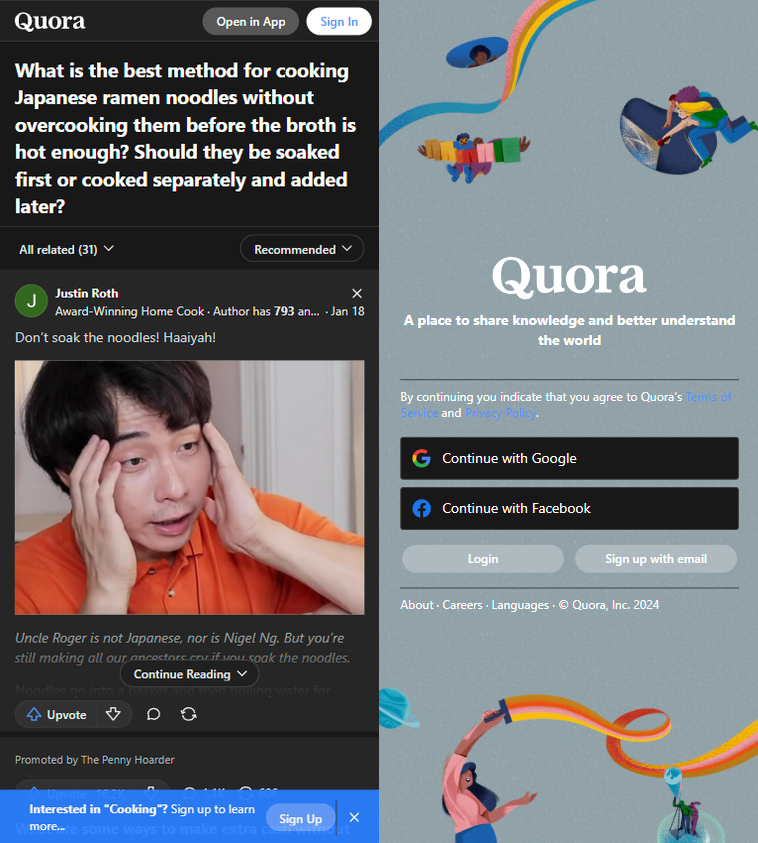 Quora
Open in App
Sign In
What is the best method for cooking
Japanese ramen noodles without
overcooking them before the broth is
hot enough? Should they be soaked
first or cooked separately and added
later?
All related (31)
Recommended
J
Justin Roth
Award-Winning Home Cook · Author has 793 an... · Jan 18
Don't soak the noodles! Haaiyah!
Uncle Roger is not Japanese, nor is Nigel Ng. But you're
still making all our ancestors cry if you soak the noodles.
Continue Reading
Noodles go into a basket and then boiling water for
Upvote
Promoted by The Penny Hoarder
Interested in "Cooking"? Sign up to learn
more...
Sign Up
some ways to make extra cash without
Quora
A place to share knowledge and better understand
the world
By continuing you indicate that you agree to Quora's Terms of
Service and Privacy Policy.
Continue with Google
Continue with Facebook
Login
Sign up with email
About · Careers · Languages · © Quora, Inc. 2024